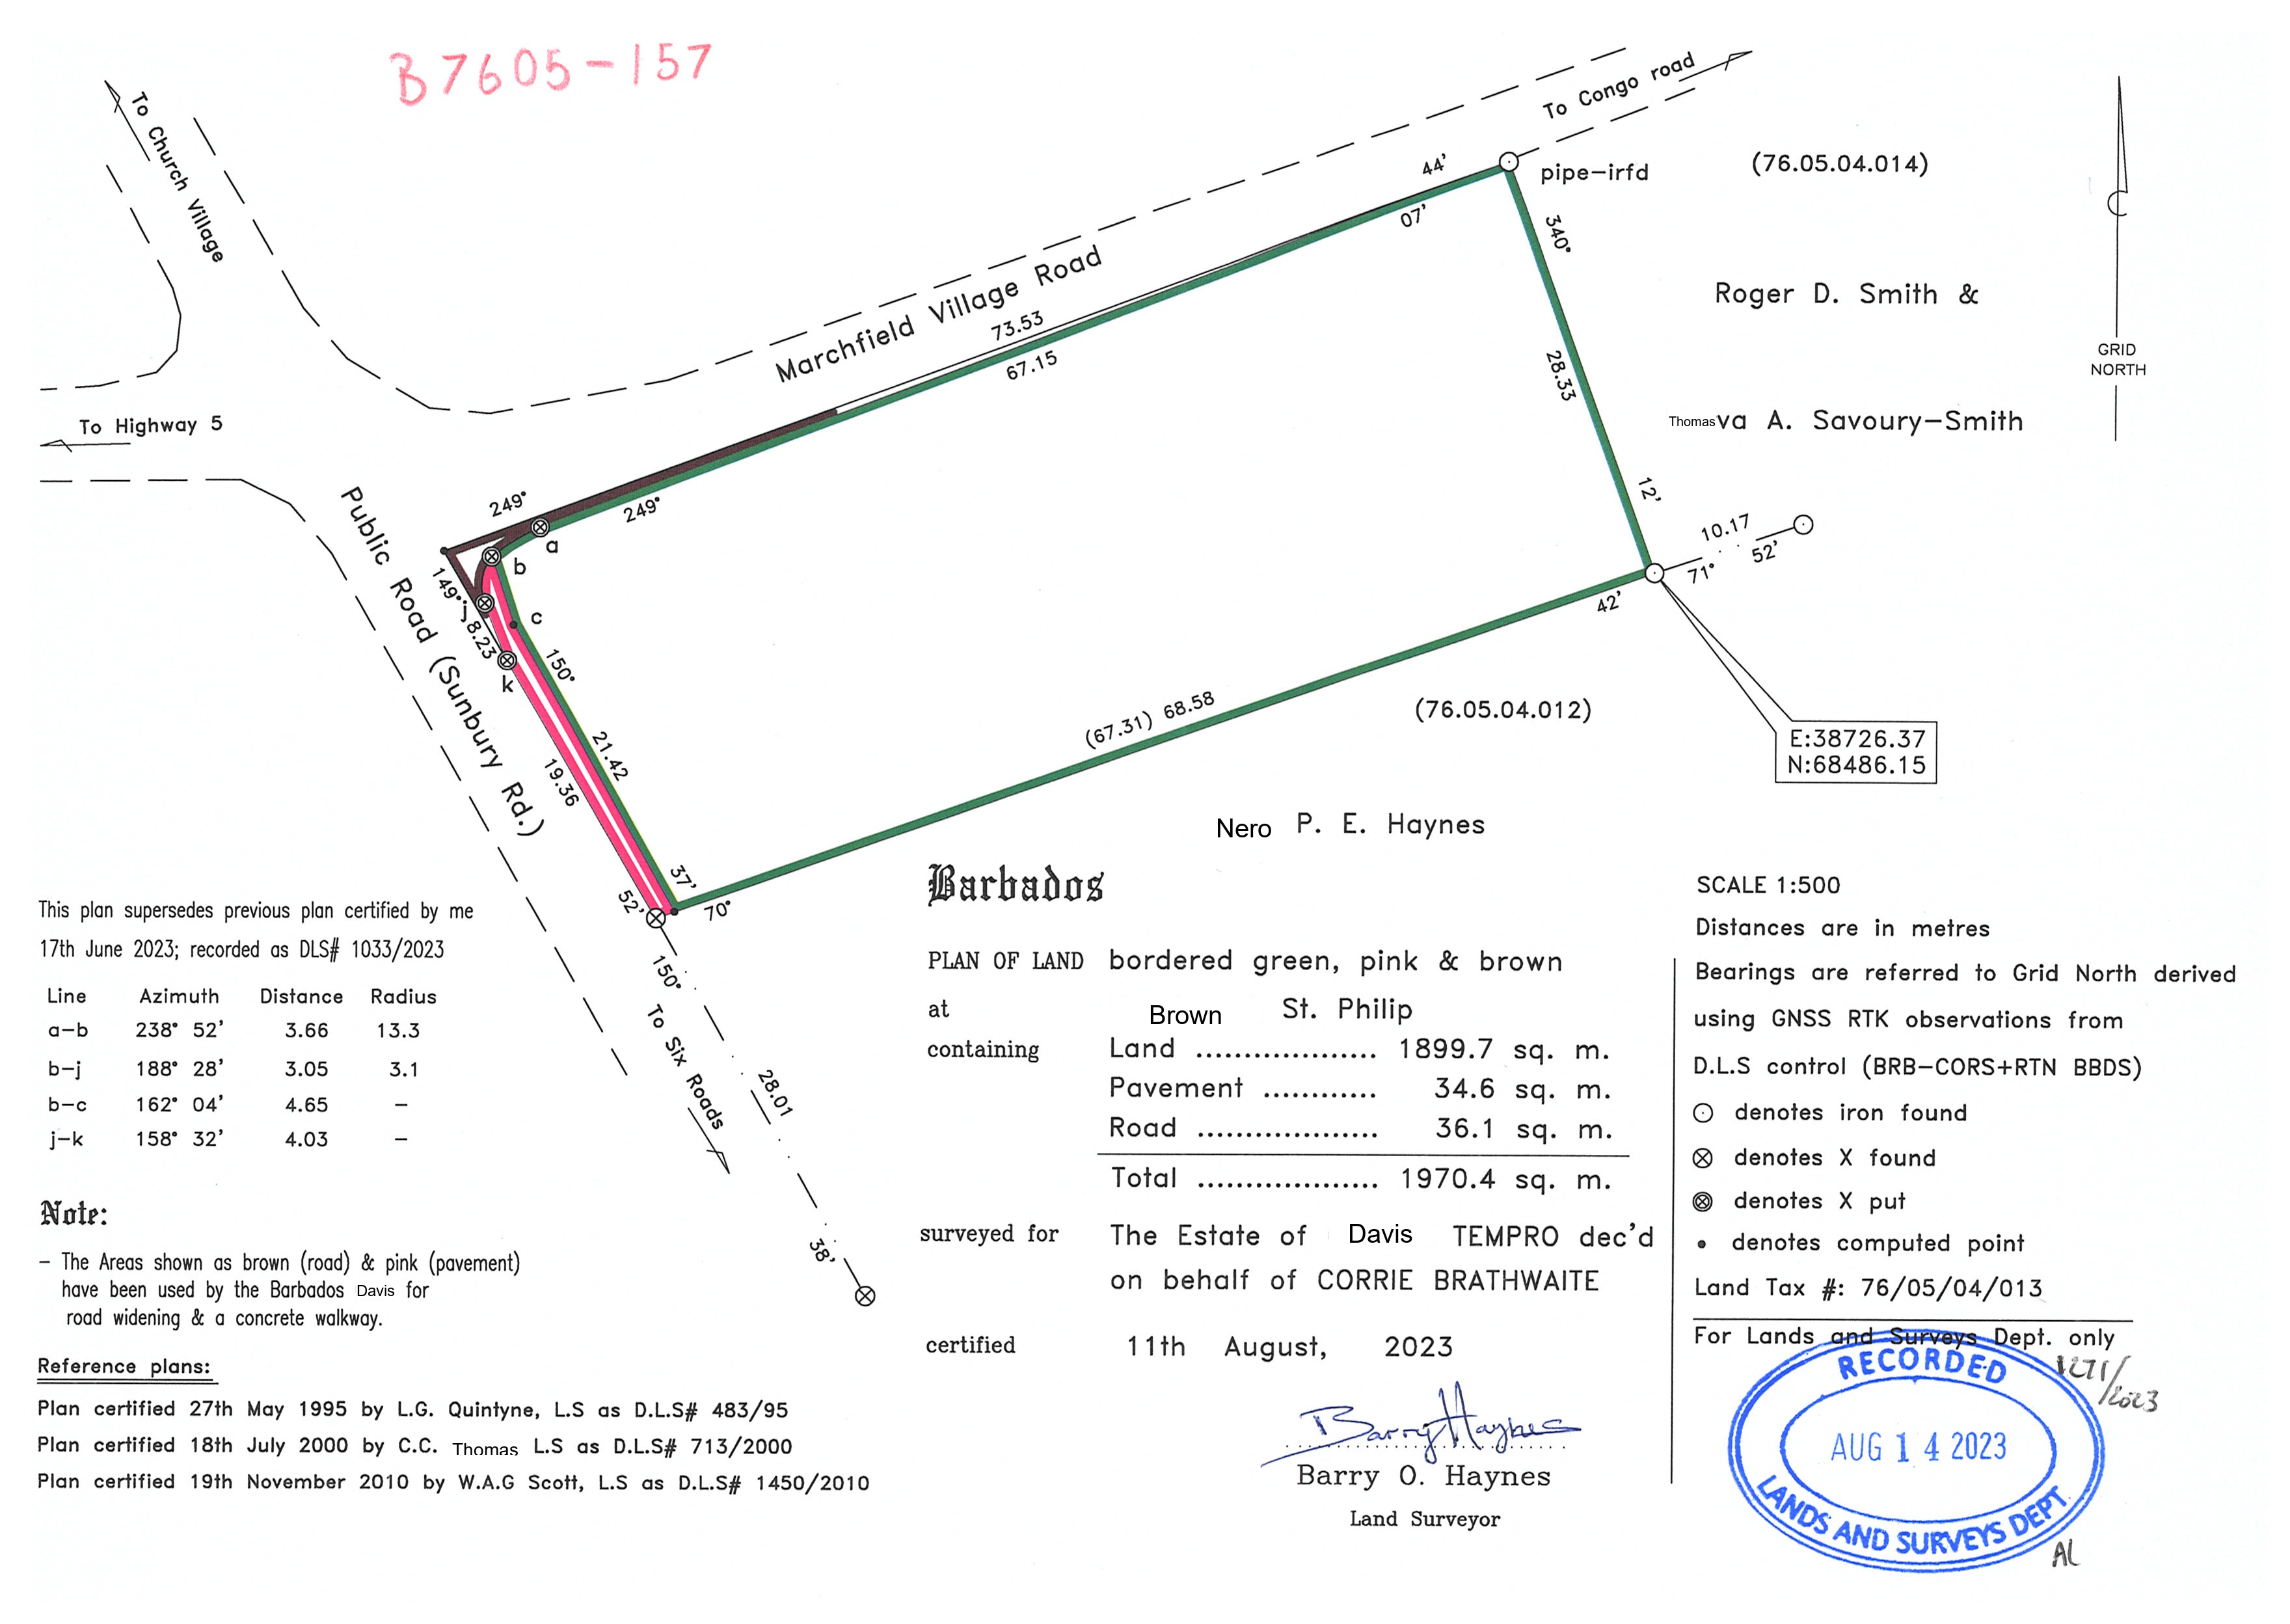 B7605-157
To Church Village
To Congo road
44'
pipe-irfd
(76.05.04.014)
07'
340°
Marchfield Village Road
73.53
67.15
28.33
Roger D. Smith &
GRID
NORTH
Thomasva A. Savoury-Smith
To Highway 5
249°
249°
12'
10.17
71° 52'
a
b
c
j
k
149°
8.23
150°
Public Road (Sunbury Rd.)
42'
(67.31) 68.58
(76.05.04.012)
E:38726.37
N:68486.15
21.42
19.36
37'
52'
70°
150°
To Six Roads
28.01
38'
Nero P. E. Haynes
This plan supersedes previous plan certified by me
17th June 2023; recorded as DLS# 1033/2023
Line Azimuth Distance Radius
a-b 238° 52' 3.66 13.3
b-j 188° 28' 3.05 3.1
b-c 162° 04' 4.65 -
j-k 158° 32' 4.03 -
Note:
- The Areas shown as brown (road) & pink (pavement)
have been used by the Barbados Davis for
road widening & a concrete walkway.
Reference plans:
Plan certified 27th May 1995 by L.G. Quintyne, L.S as D.L.S# 483/95
Plan certified 18th July 2000 by C.C. Thomas L.S as D.L.S# 713/2000
Plan certified 19th November 2010 by W.A.G Scott, L.S as D.L.S# 1450/2010
Barbados
PLAN OF LAND bordered green, pink & brown
at Brown St. Philip
containing Land ................... 1899.7 sq. m.
Pavement ............ 34.6 sq. m.
Road ................... 36.1 sq. m.
Total ................... 1970.4 sq. m.
surveyed for The Estate of Davis TEMPRO dec'd
on behalf of CORRIE BRATHWAITE
certified 11th August, 2023
Barry Haynes
Barry O. Haynes
Land Surveyor
SCALE 1:500
Distances are in metres
Bearings are referred to Grid North derived
using GNSS RTK observations from
D.L.S control (BRB-CORS+RTN BBDS)
denotes iron found
denotes X found
denotes X put
denotes computed point
Land Tax #: 76/05/04/013
For Lands and Surveys Dept. only
1271/2023
RECORDED
AUG 14 2023
LANDS AND SURVEYS DEPT
AL